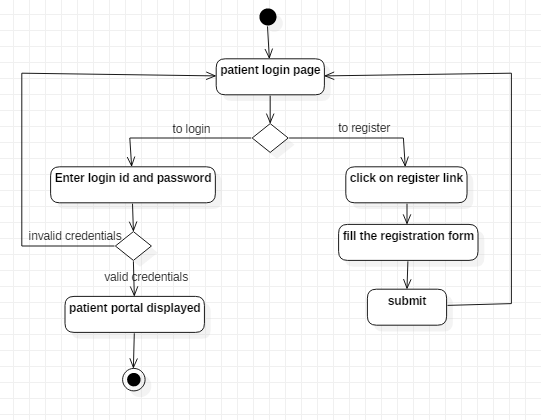 patient login page
to login
to register
Enter login id and password
click on register link
invalid credentials
fill the registration form
valid credentials
patient portal displayed
submit